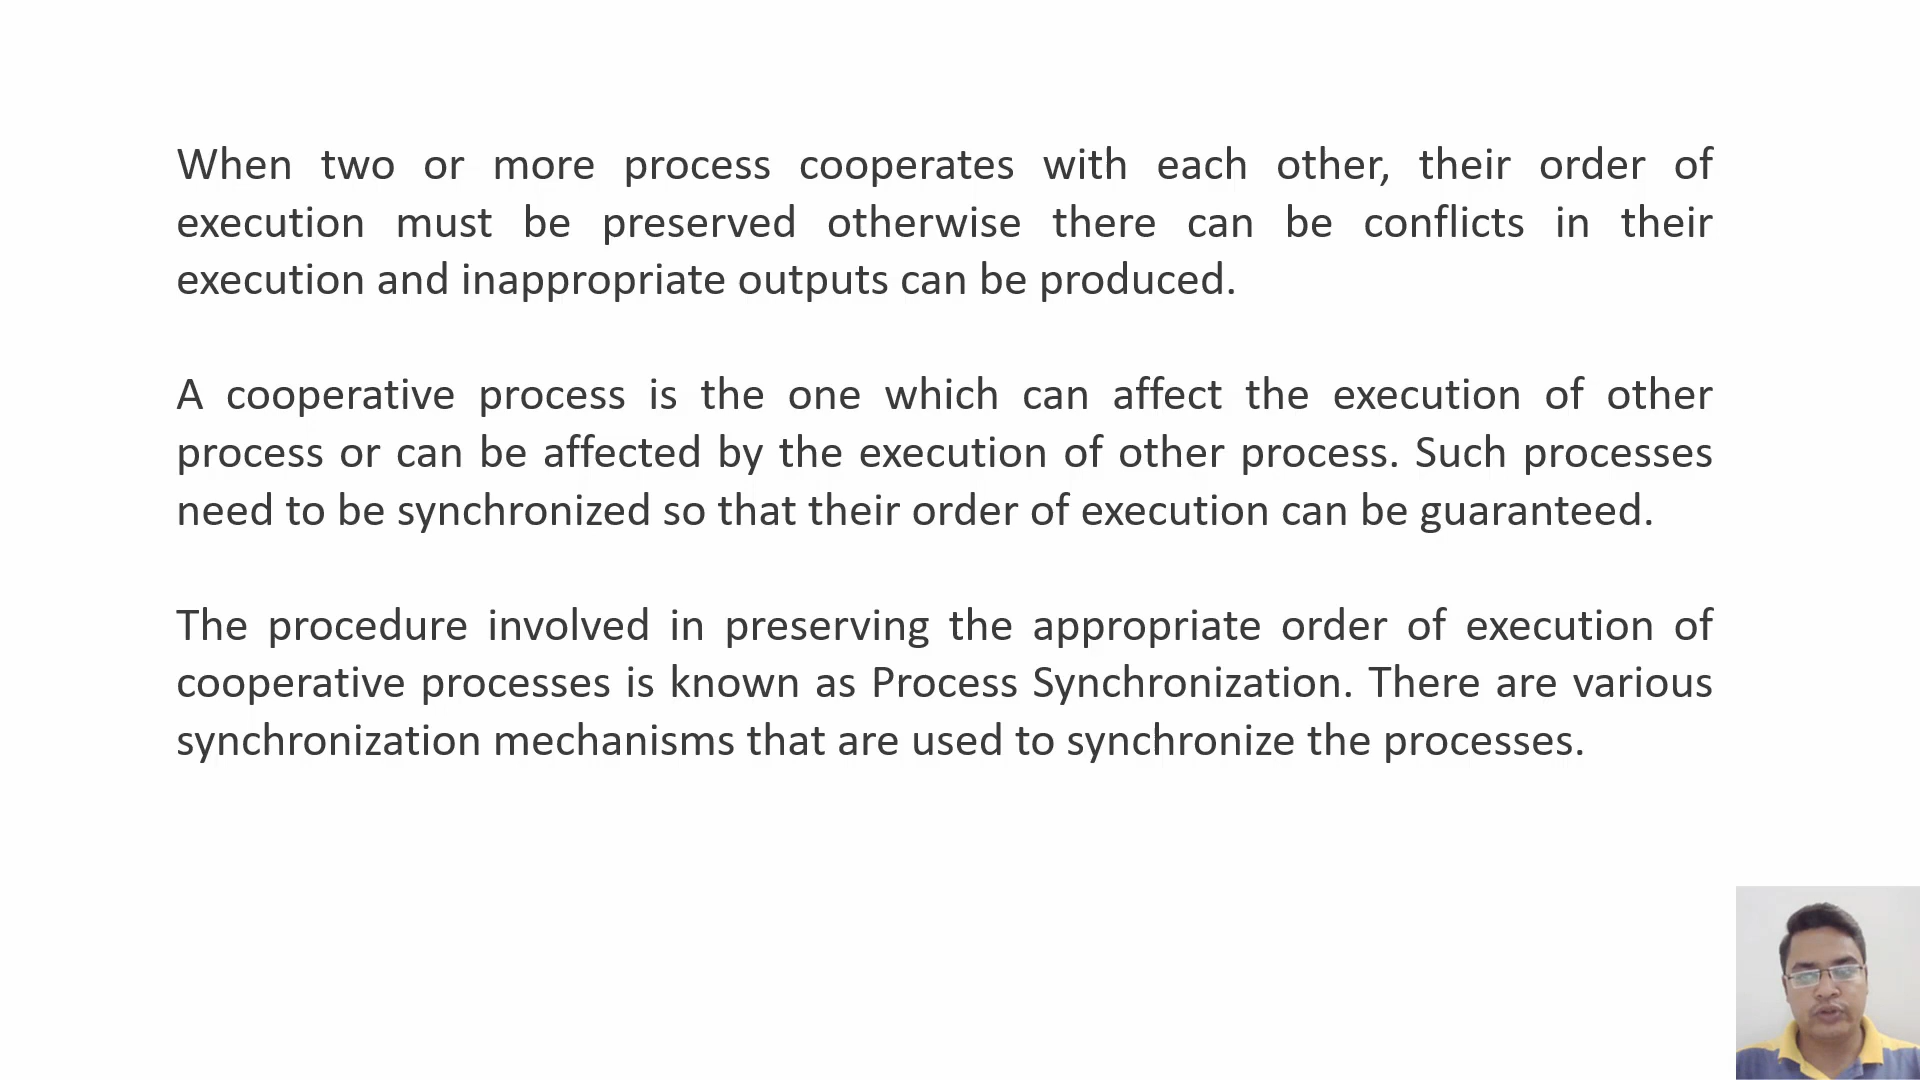 When two or more process cooperates with each other, their order of
execution must be preserved otherwise there can be conflicts in their
execution and inappropriate outputs can be produced.
A cooperative process is the one which can affect the execution of other
process or can be affected by the execution of other process. Such processes
need to be synchronized so that their order of execution can be guaranteed.
The procedure involved in preserving the appropriate order of execution of
cooperative processes is known as Process Synchronization. There are various
synchronization mechanisms that are used to synchronize the processes.